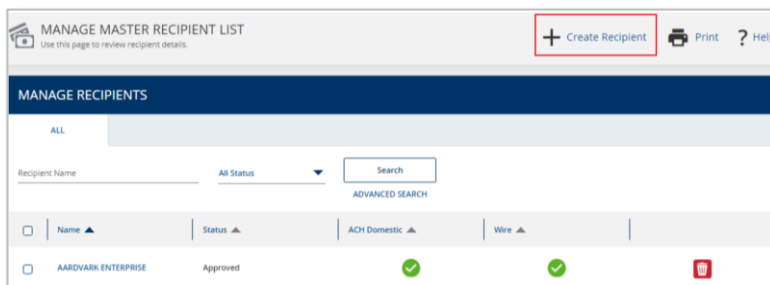 MANAGE MASTER RECIPIENT LIST
Use this page to review recipient details.
Create Recipient
Print
? Help
MANAGE RECIPIENTS
ALL
Recipient Name
All Status
Search
ADVANCED SEARCH
Name
Status
ACH Domestic
Wire
AARDVARK ENTERPRISE
Approved